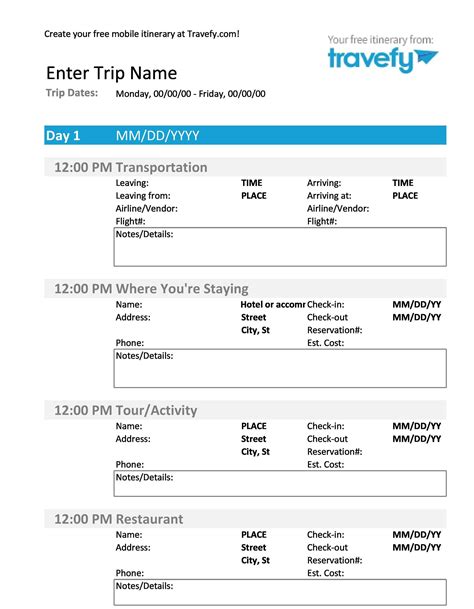 Create your free mobile itinerary at Travefy.com!
Your free itinerary from:
travefy
Enter Trip Name
Trip Dates: Monday, 00/00/00 - Friday, 00/00/00
Day 1 MM/DD/YYYY
12:00 PM Transportation
Leaving: TIME Arriving: TIME
Leaving from: PLACE Arriving at: PLACE
Airline/Vendor: Airline/Vendor:
Flight#: Flight#:
Notes/Details:
12:00 PM Where You're Staying
Name: Hotel or accomr Check-in: MM/DD/YY
Address: Street Check-out MM/DD/YY
City, St Reservation#:
Phone: Est. Cost:
Notes/Details:
12:00 PM Tour/Activity
Name: PLACE Check-in: MM/DD/YY
Address: Street Check-out MM/DD/YY
City, St Reservation#:
Phone: Est. Cost:
Notes/Details:
12:00 PM Restaurant
Name: PLACE Check-in: MM/DD/YY
Address: Street Check-out MM/DD/YY
City, St Reservation#:
Phone: Est. Cost:
Notes/Details: